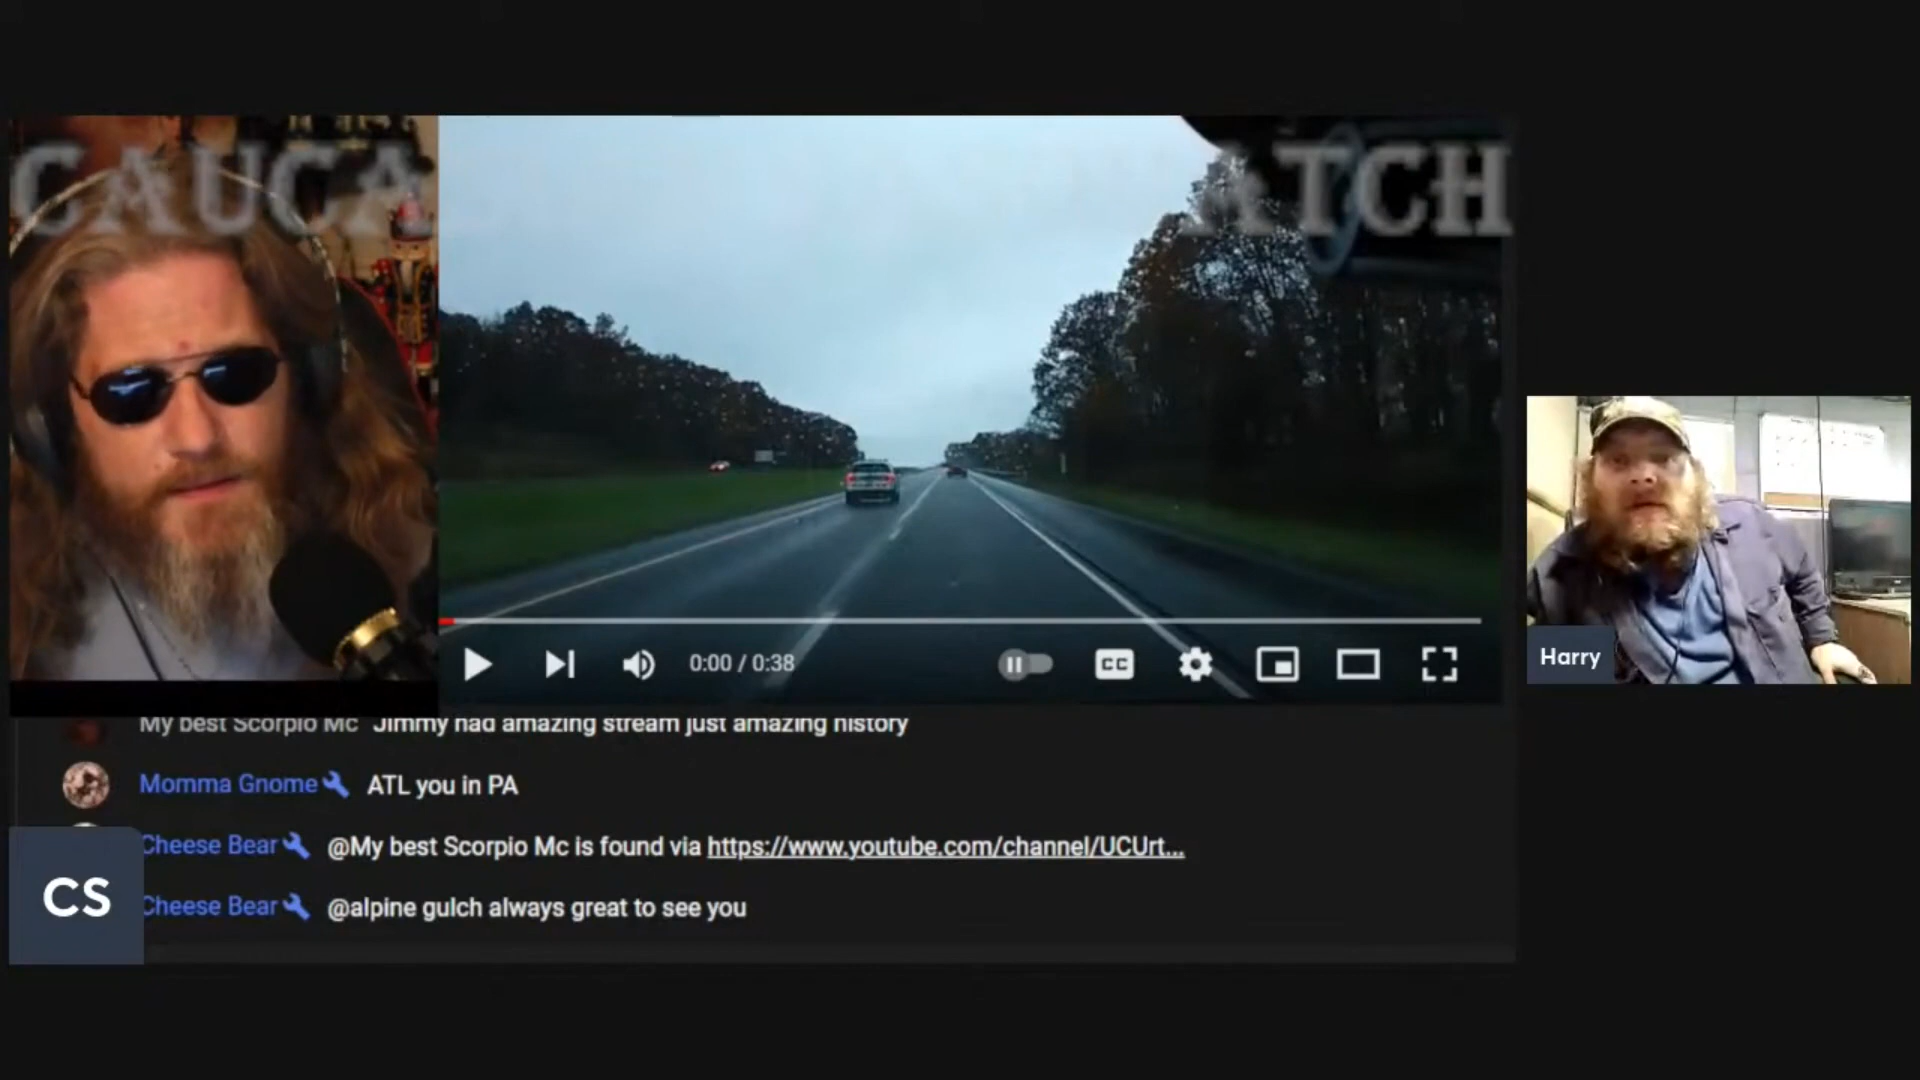 CAUCA
ATCH
0:00 / 0:38
CC
Harry
My best Scorpio Mc Jimmy had amazing stream just amazing history
Momma Gnome ATL you in PA
Cheese Bear @My best Scorpio Mc is found via https://www.youtube.com/channel/UCUrt...
CS
Cheese Bear @alpine gulch always great to see you